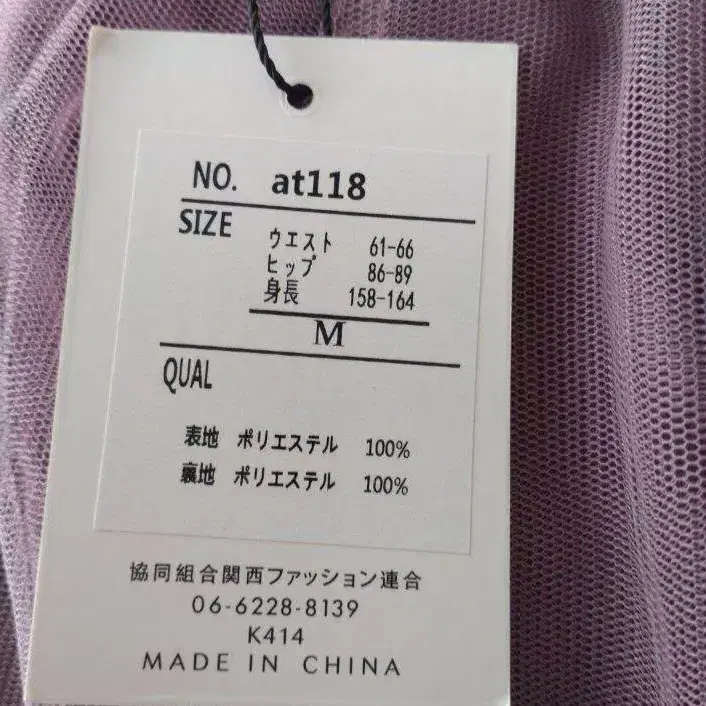 NO. at118
SIZE
ウエスト 61-66
ヒップ 86-89
身長 158-164
M
QUAL
表地 ポリエステル 100%
裏地 ポリエステル 100%
協同組合関西ファッション連合
06-6228-8139
K414
MADE IN CHINA